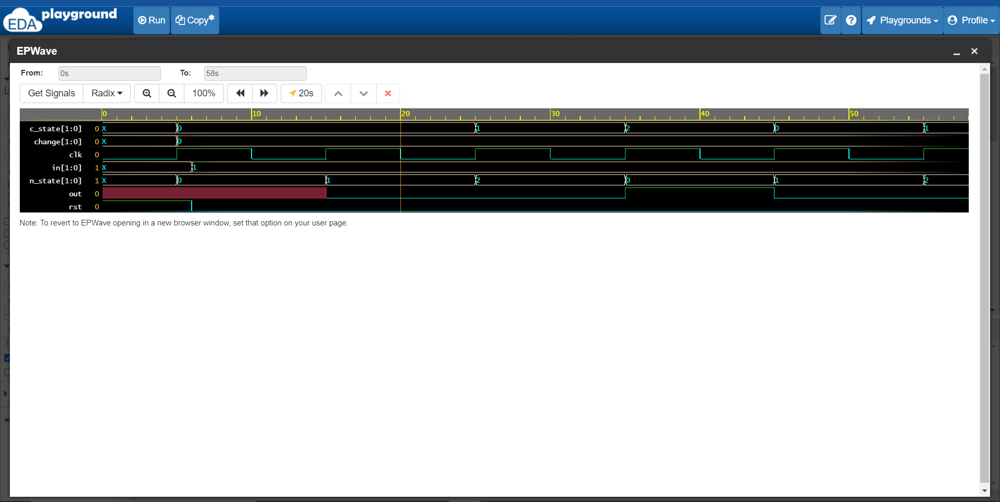 EDA playground Run Copy* Playgrounds Profile
EPWave
From: 0s To: 58s
Get Signals Radix 100% 20s
0 10 20 30 40 50
c_state[1:0] 0 X 0 1 2 0 1
change[1:0] 0 X 0
clk 0
in[1:0] 1 X 1
n_state[1:0] 1 X 0 1 2 0 1 2
out 0
rst 0
Note: To revert to EPWave opening in a new browser window, set that option on your user page.